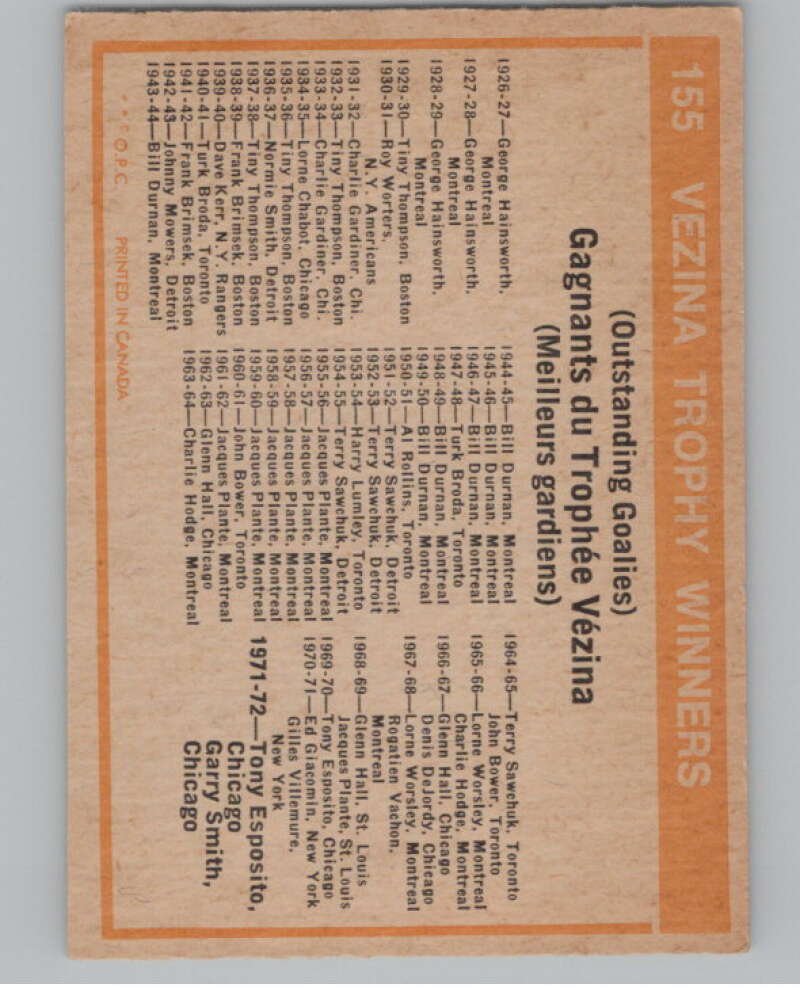 155 VEZINA TROPHY WINNERS
(Outstanding Goalies)
Gagnants du Trophée Vézina
(Meilleurs gardiens)
1926-27—George Hainsworth,
Montreal
1927-28—George Hainsworth,
Montreal
1928-29—George Hainsworth,
Montreal
1929-30—Tiny Thompson, Boston
1930-31—Roy Worters,
N.Y. Americans
1931-32—Charlie Gardiner, Chi.
1932-33—Tiny Thompson, Boston
1933-34—Charlie Gardiner, Chi.
1934-35—Lorne Chabot, Chicago
1935-36—Tiny Thompson, Boston
1936-37—Normie Smith, Detroit
1937-38—Tiny Thompson, Boston
1938-39—Frank Brimsek, Boston
1939-40—Dave Kerr, N.Y. Rangers
1940-41—Turk Broda, Toronto
1941-42—Frank Brimsek, Boston
1942-43—Johnny Mowers, Detroit
1943-44—Bill Durnan, Montreal
1944-45—Bill Durnan, Montreal
1945-46—Bill Durnan, Montreal
1946-47—Bill Durnan, Montreal
1947-48—Turk Broda, Toronto
1948-49—Bill Durnan, Montreal
1949-50—Bill Durnan, Montreal
1950-51—Al Rollins, Toronto
1951-52—Terry Sawchuk, Detroit
1952-53—Terry Sawchuk, Detroit
1953-54—Harry Lumley, Toronto
1954-55—Terry Sawchuk, Detroit
1955-56—Jacques Plante, Montreal
1956-57—Jacques Plante, Montreal
1957-58—Jacques Plante, Montreal
1958-59—Jacques Plante, Montreal
1959-60—Jacques Plante, Montreal
1960-61—John Bower, Toronto
1961-62—Jacques Plante, Montreal
1962-63—Glenn Hall, Chicago
1963-64—Charlie Hodge, Montreal
1964-65—Terry Sawchuk, Toronto
John Bower, Toronto
1965-66—Lorne Worsley, Montreal
Charlie Hodge, Montreal
1966-67—Glenn Hall, Chicago
Denis DeJordy, Chicago
1967-68—Lorne Worsley, Montreal
Rogatien Vachon,
Montreal
1968-69—Glenn Hall, St. Louis
Jacques Plante, St. Louis
1969-70—Tony Esposito, Chicago
1970-71—Ed Giacomin, New York
Gilles Villemure,
New York
1971-72—Tony Esposito,
Chicago
Garry Smith,
Chicago
***O.P.C. PRINTED IN CANADA